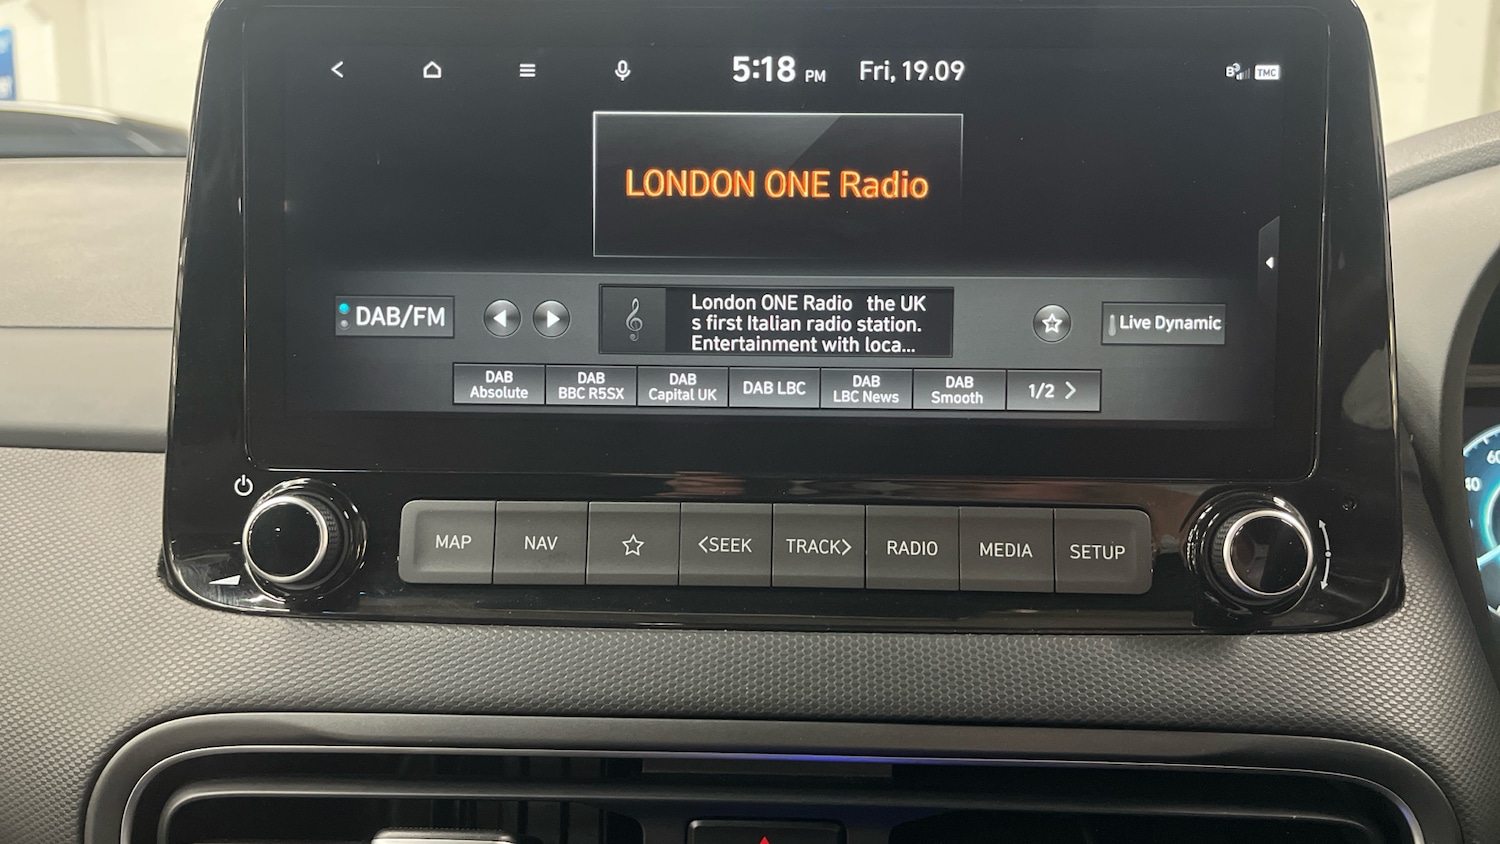 5:18 PM Fri, 19.09
TMC
LONDON ONE Radio
DAB/FM
London ONE Radio the UK
s first Italian radio station.
Entertainment with loca...
Live Dynamic
DAB
Absolute
DAB
BBC R5SX
DAB
Capital UK
DAB LBC
DAB
LBC News
DAB
Smooth
1/2 >
MAP
NAV
<SEEK
TRACK>
RADIO
MEDIA
SETUP